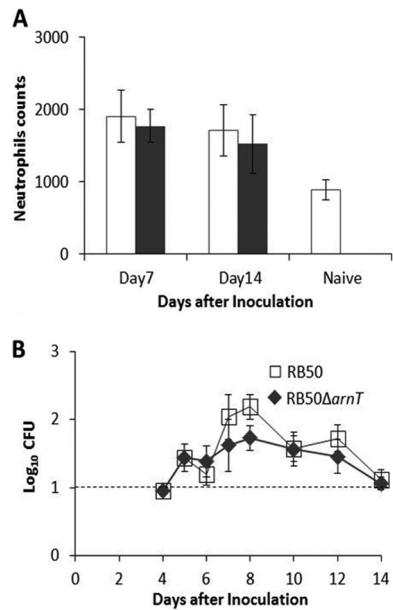 A
3000
2000
1000
0
Neutrophils counts
Day7 Day14 Naive
Days after Inoculation
B
3
2
1
0
Log10 CFU
RB50
RB50ΔarnT
0 2 4 6 8 10 12 14
Days after Inoculation